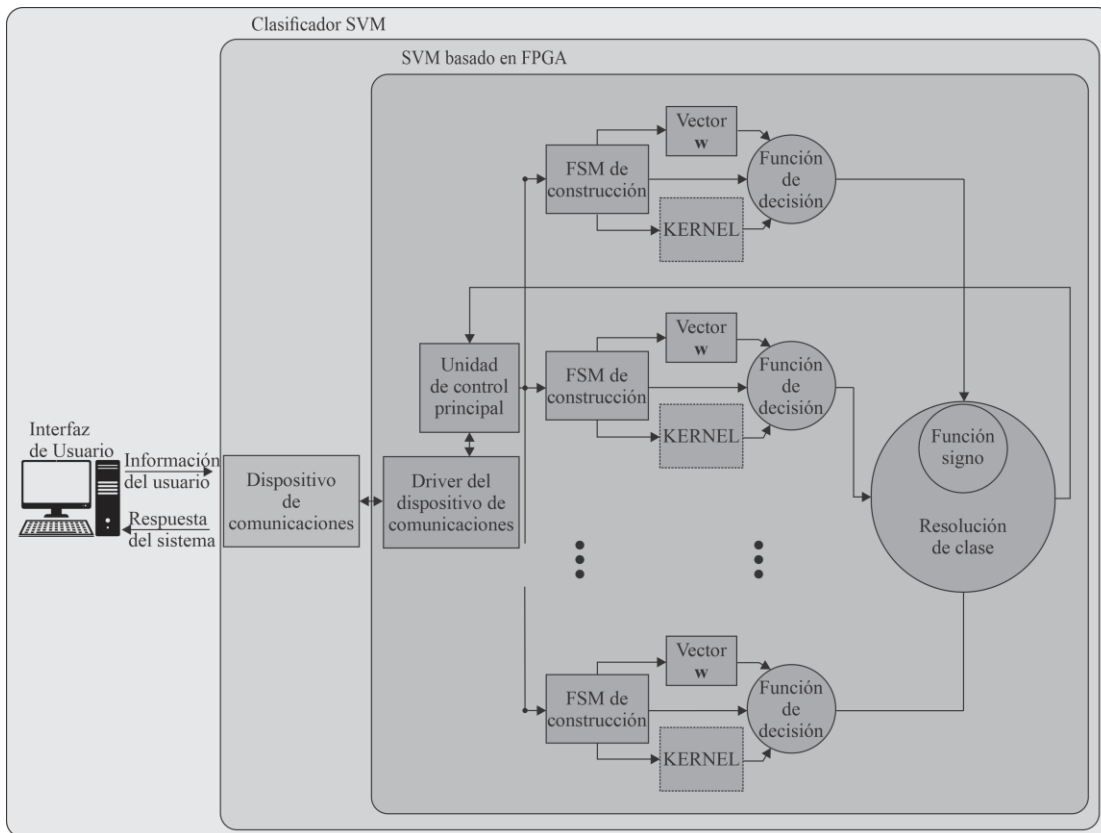 Clasificador SVM
SVM basado en FPGA
Vector
w
FSM de
construcción
KERNEL
Función
de
decisión
Vector
w
FSM de
construcción
KERNEL
Función
de
decisión
Unidad
de control
principal
Función
signo
Resolución
de clase
Interfaz
de Usuario
Información
del usuario
Respuesta
del sistema
Dispositivo
de
comunicaciones
Driver del
dispositivo de
comunicaciones
Vector
w
FSM de
construcción
KERNEL
Función
de
decisión